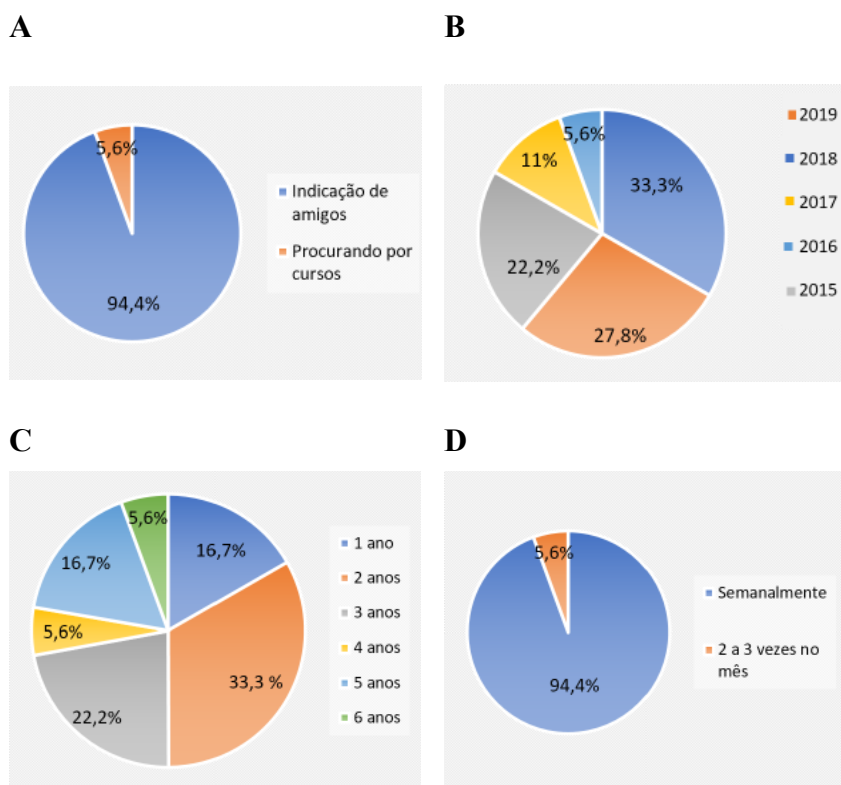 A
5,6%
94,4%
Indicação de
amigos
Procurando por
cursos
B
5,6%
11%
33,3%
22,2%
27,8%
2019
2018
2017
2016
2015
C
5,6%
16,7%
16,7%
5,6%
33,3 %
22,2%
1 ano
2 anos
3 anos
4 anos
5 anos
6 anos
D
5,6%
94,4%
Semanalmente
2 a 3 vezes no
mês